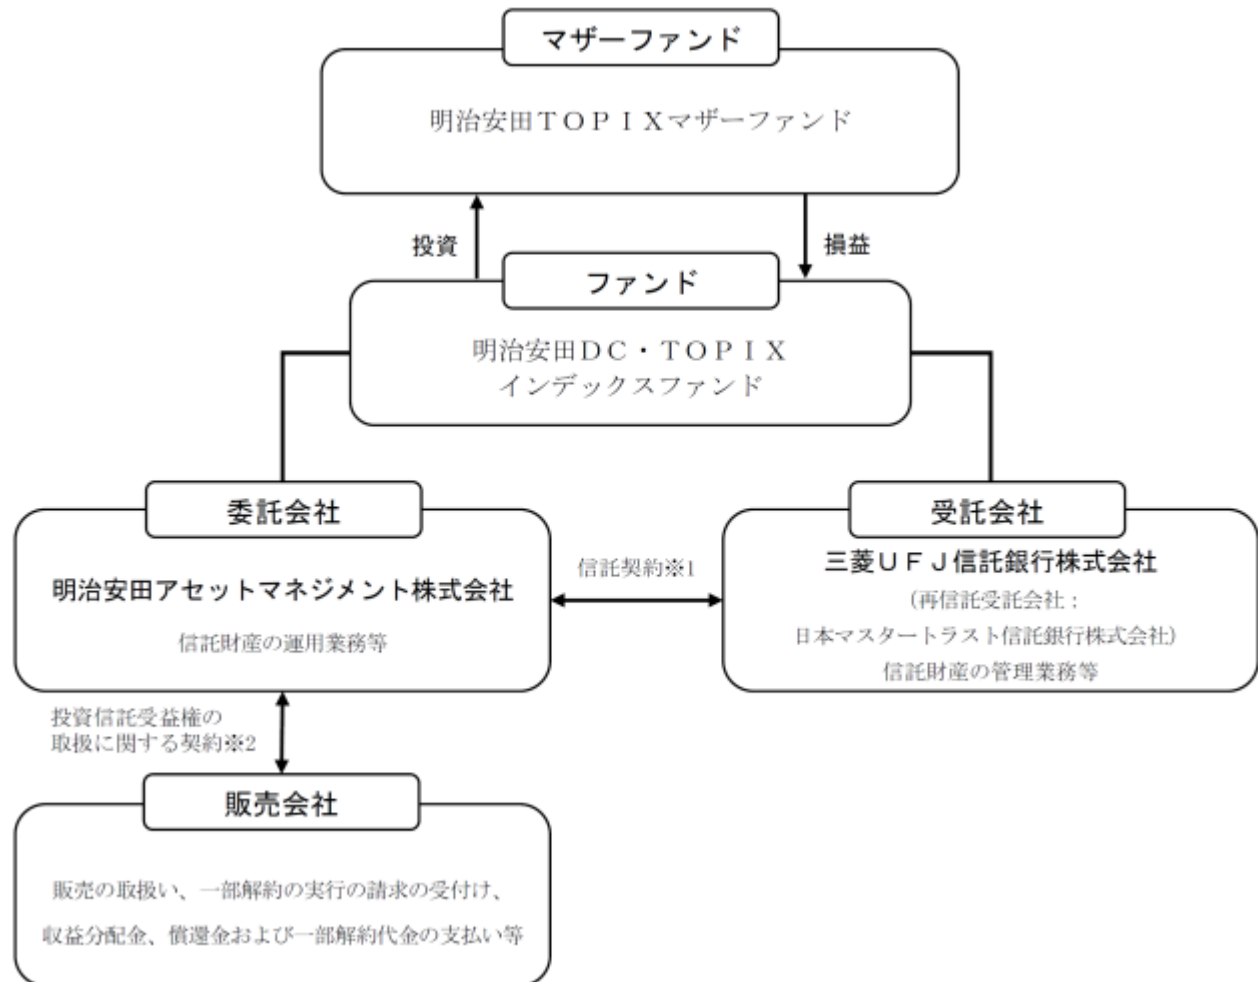 マザーファンド
明治安田ＴＯＰＩＸマザーファンド
投資
損益
ファンド
明治安田ＤＣ・ＴＯＰＩＸ
インデックスファンド
委託会社
明治安田アセットマネジメント株式会社
信託財産の運用業務等
信託契約※1
受託会社
三菱ＵＦＪ信託銀行株式会社
（再信託受託会社：
日本マスタートラスト信託銀行株式会社）
信託財産の管理業務等
投資信託受益権の
取扱に関する契約※2
販売会社
販売の取扱い、一部解約の実行の請求の受付け、
収益分配金、償還金および一部解約代金の支払い等